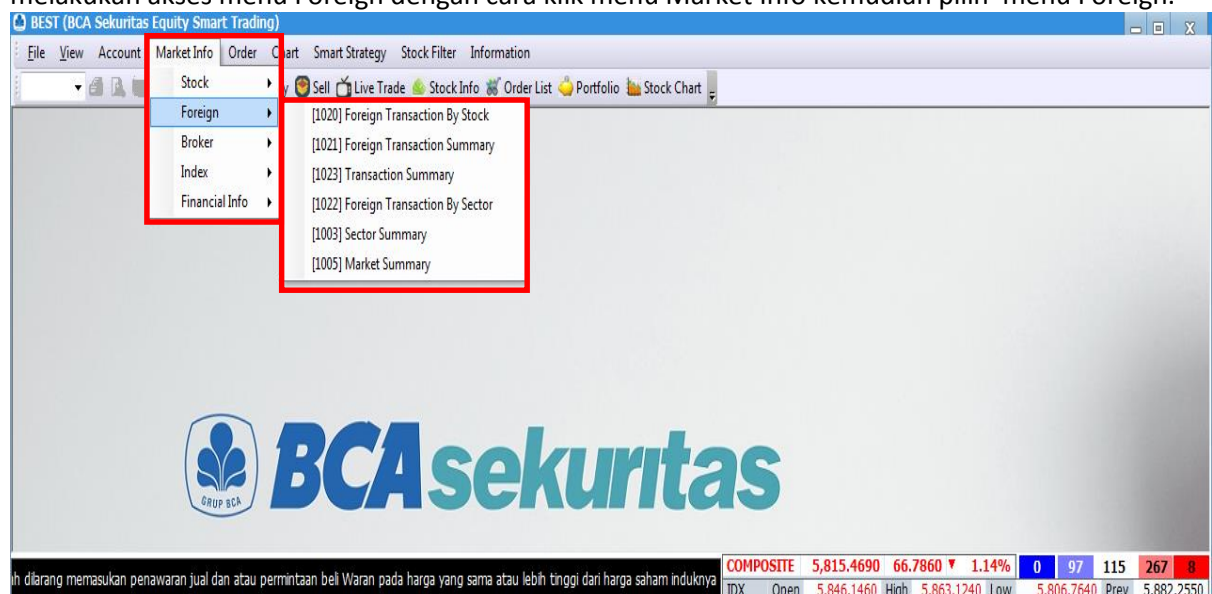 melakukan akses menu Foreign dengan cara klik menu Market Info kemudian pilih menu Foreign.
BEST (BCA Sekuritas Equity Smart Trading)
File View Account Market Info Order Chart Smart Strategy Stock Filter Information
Sell Live Trade Stock Info Order List Portfolio Stock Chart
Stock
Foreign
Broker
Index
Financial Info
[1020] Foreign Transaction By Stock
[1021] Foreign Transaction Summary
[1023] Transaction Summary
[1022] Foreign Transaction By Sector
[1003] Sector Summary
[1005] Market Summary
GRUP BCA
BCA sekuritas
dilarang memasukan penawaran jual dan atau permintaan beli Waran pada harga yang sama atau lebih tinggi dari harga saham induknya
COMPOSITE 5,815.4690 66.7860 ▼ 1.14% 0 97 115 267 8
IDX Open 5,846.1460 High 5,863.1240 Low 5,806.7640 Prev 5,882.2550